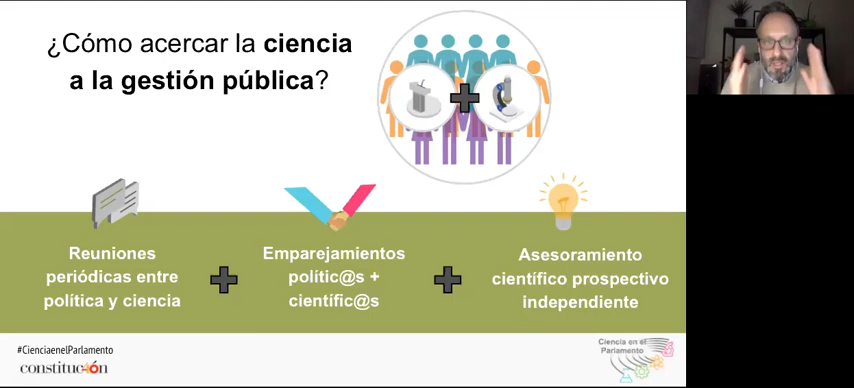 ¿Cómo acercar la ciencia
a la gestión pública?
Reuniones
periódicas entre
política y ciencia
Emparejamientos
polític@s +
científic@s
Asesoramiento
científico prospectivo
independiente
#CienciaenelParlamento
constitución
Ciencia en el
Parlamento